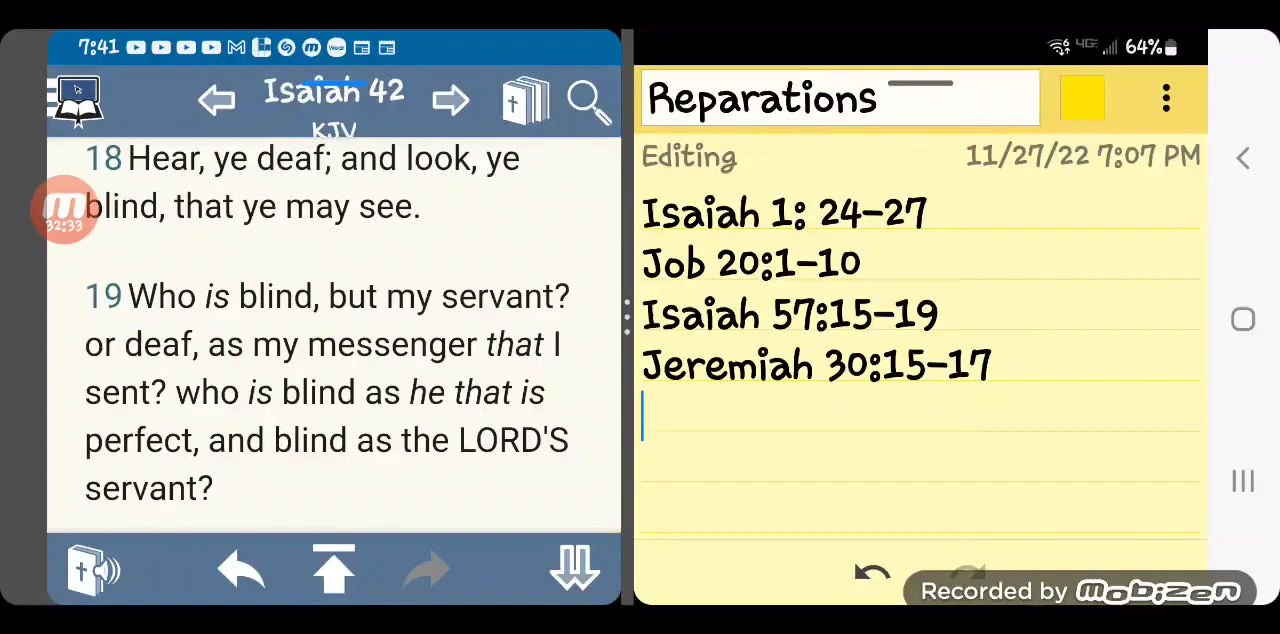 7:41
Wear
4G
64%
Isaiah 42
KJV
18 Hear, ye deaf; and look, ye
blind, that ye may see.
32:33
19 Who is blind, but my servant?
or deaf, as my messenger that I
sent? who is blind as he that is
perfect, and blind as the LORD'S
servant?
Reparations
Editing
11/27/22 7:07 PM
Isaiah 1: 24-27
Job 20:1-10
Isaiah 57:15-19
Jeremiah 30:15-17
Recorded by mobizen